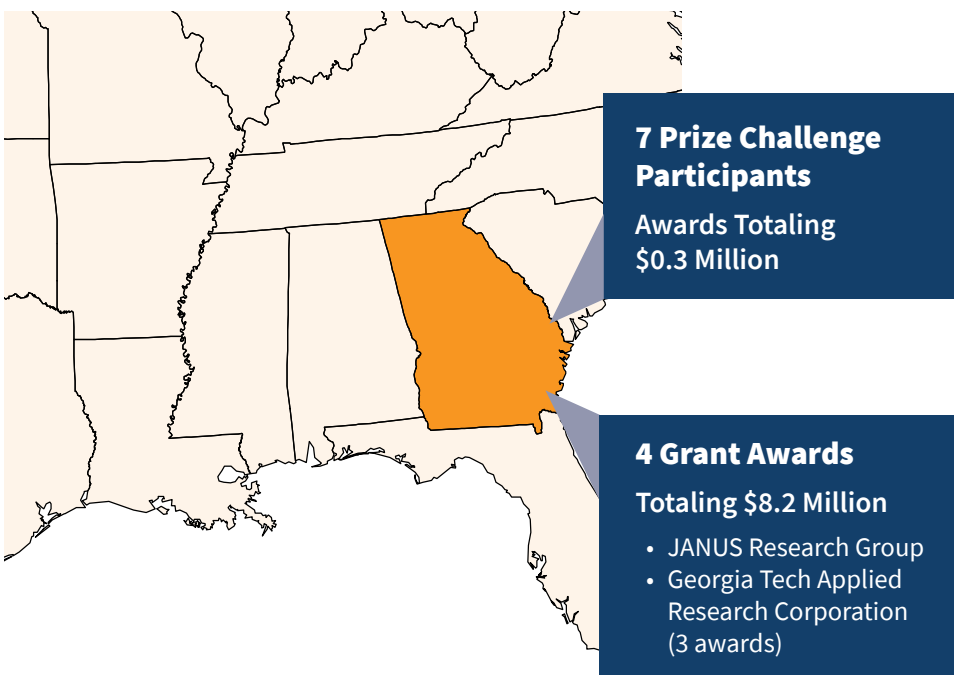 7 Prize Challenge
Participants
Awards Totaling
$0.3 Million
4 Grant Awards
Totaling $8.2 Million
• JANUS Research Group
• Georgia Tech Applied
Research Corporation
(3 awards)